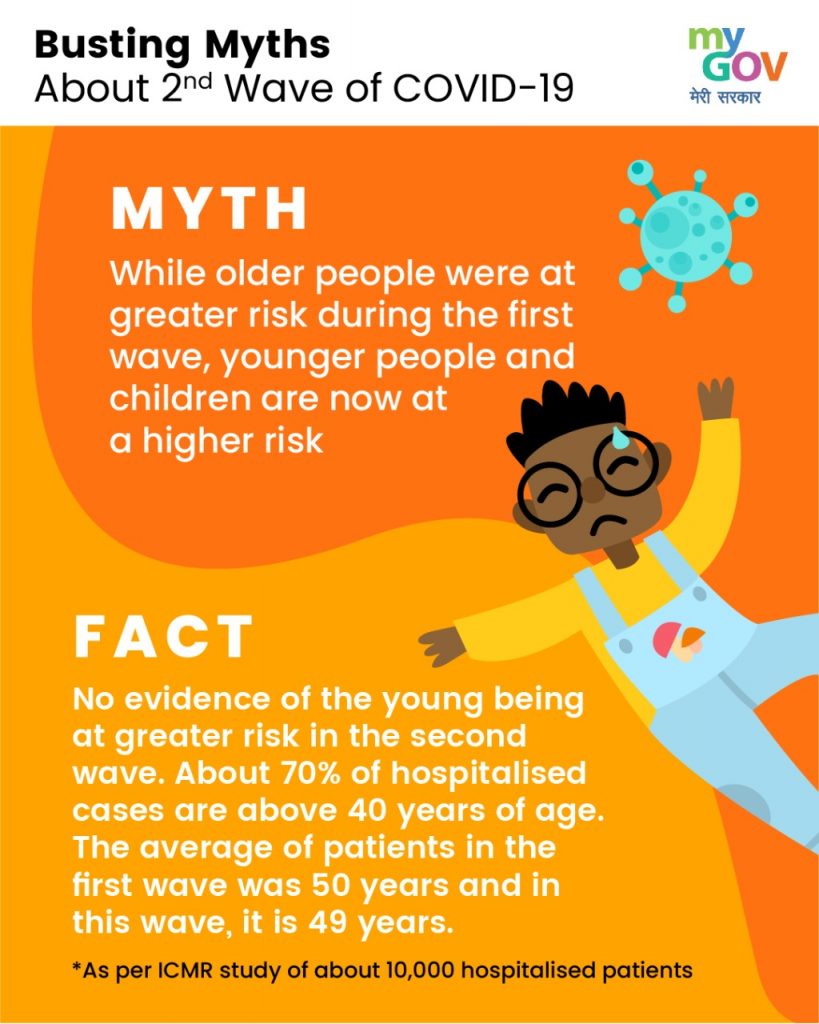 Busting Myths
About 2nd Wave of COVID-19
my
GOV
मेरी सरकार
MYTH
While older people were at
greater risk during the first
wave, younger people and
children are now at
a higher risk
FACT
No evidence of the young being
at greater risk in the second
wave. About 70% of hospitalised
cases are above 40 years of age.
The average of patients in the
first wave was 50 years and in
this wave, it is 49 years.
*As per ICMR study of about 10,000 hospitalised patients